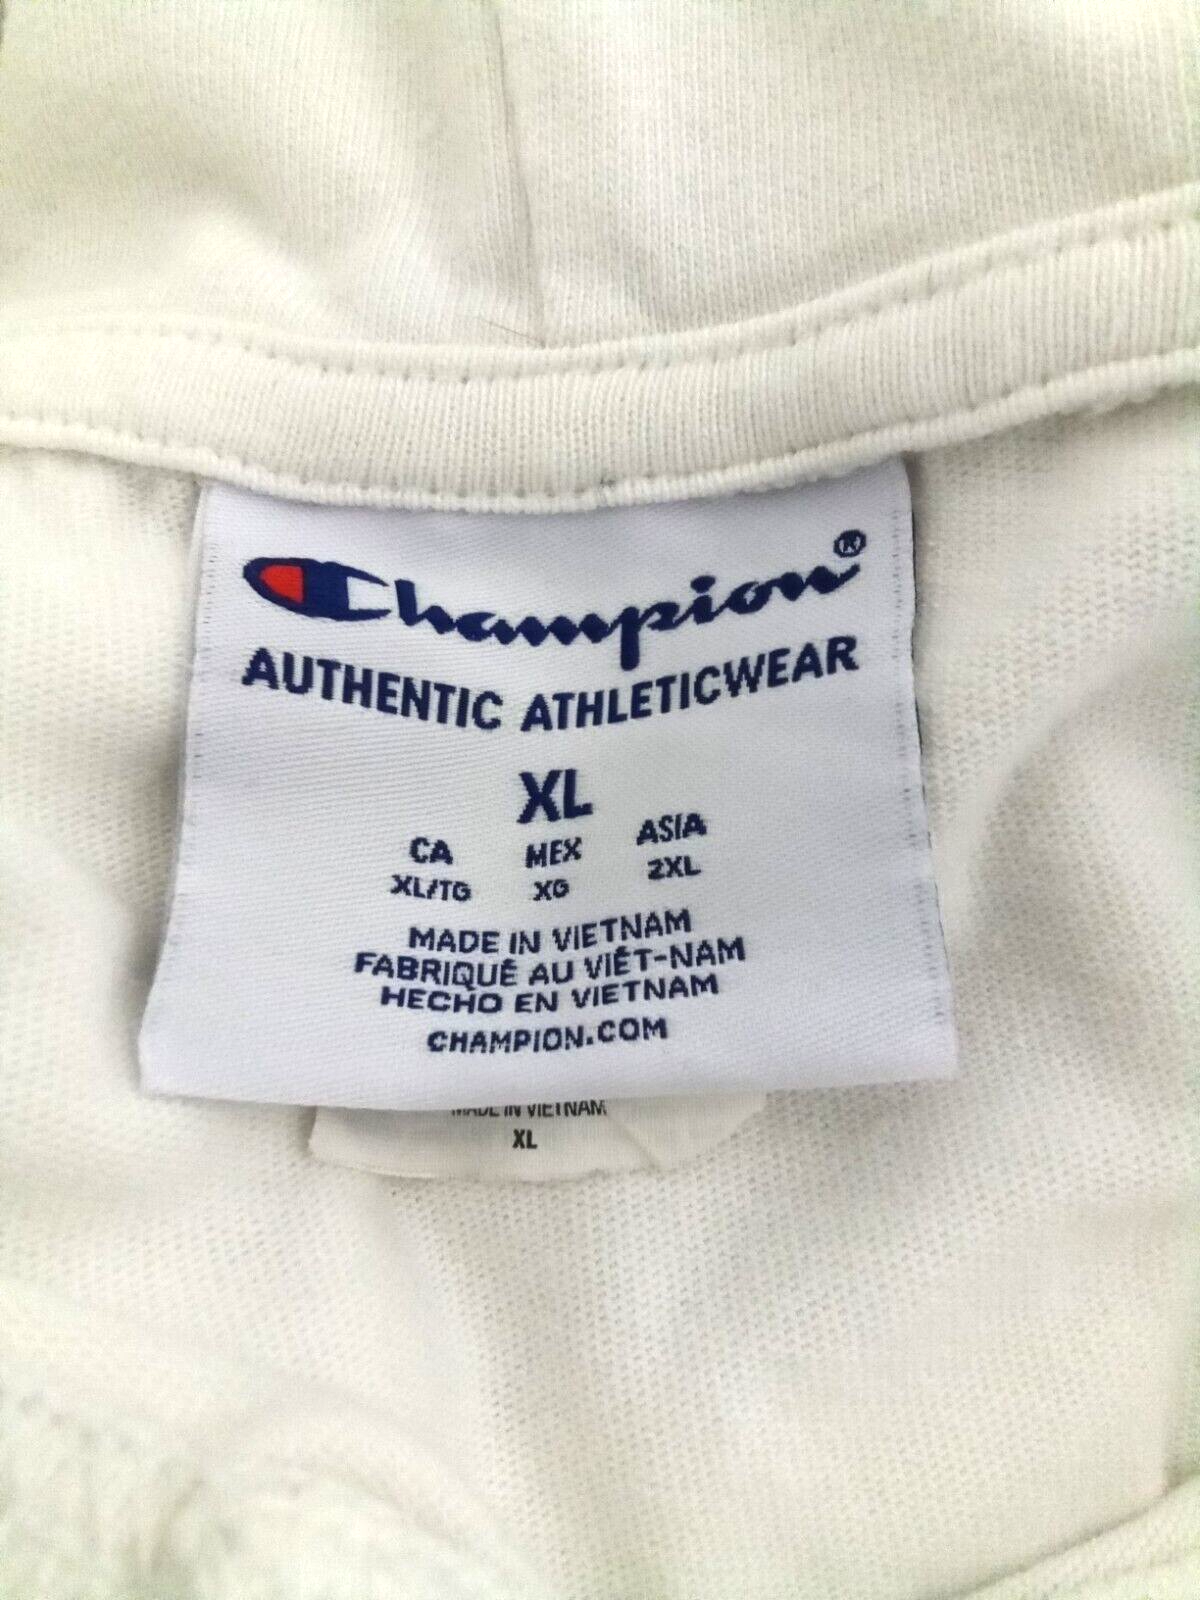 Champion®
AUTHENTIC ATHLETICWEAR
XL
CA MEX ASIA
XL/TG XG 2XL
MADE IN VIETNAM
FABRIQUÉ AU VIÊT-NAM
HECHO EN VIETNAM
CHAMPION.COM
MADE IN VIETNAM
XL